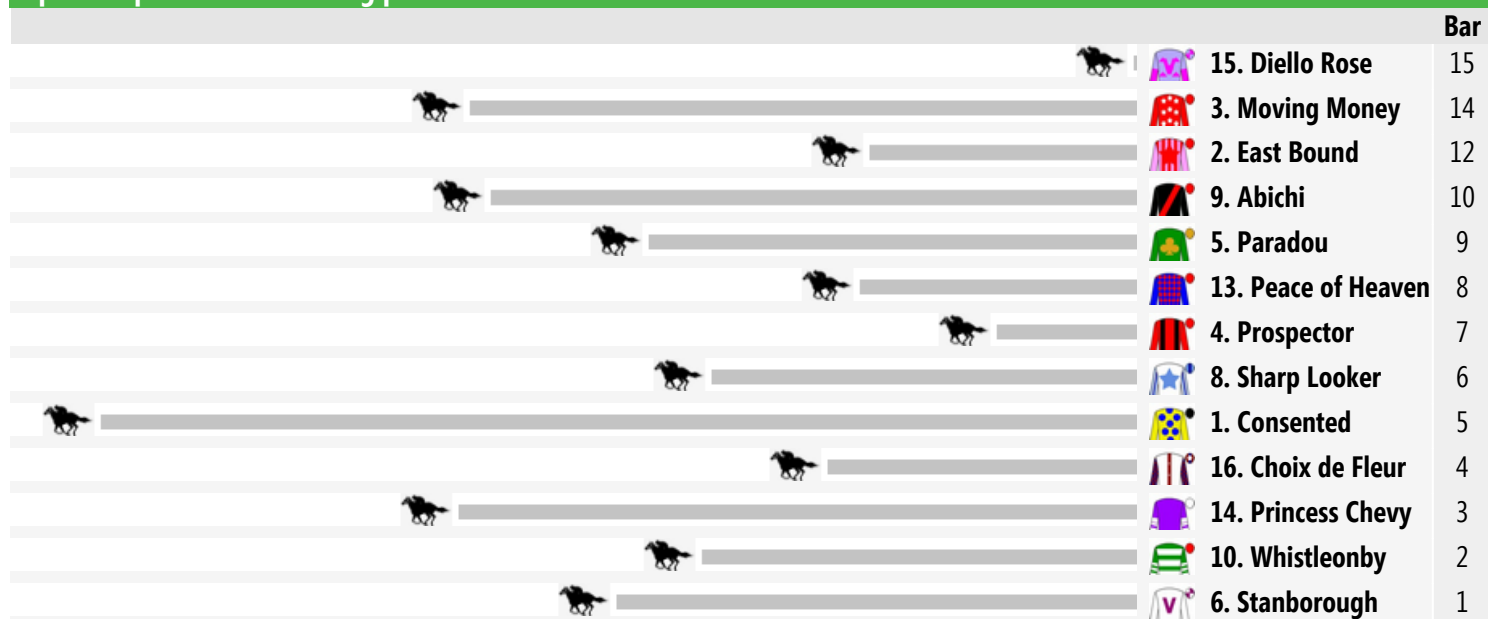 Bar
15. Diello Rose 15
3. Moving Money 14
2. East Bound 12
9. Abichi 10
5. Paradou 9
13. Peace of Heaven 8
4. Prospector 7
8. Sharp Looker 6
1. Consented 5
16. Choix de Fleur 4
14. Princess Chevy 3
10. Whistleonby 2
V 6. Stanborough 1